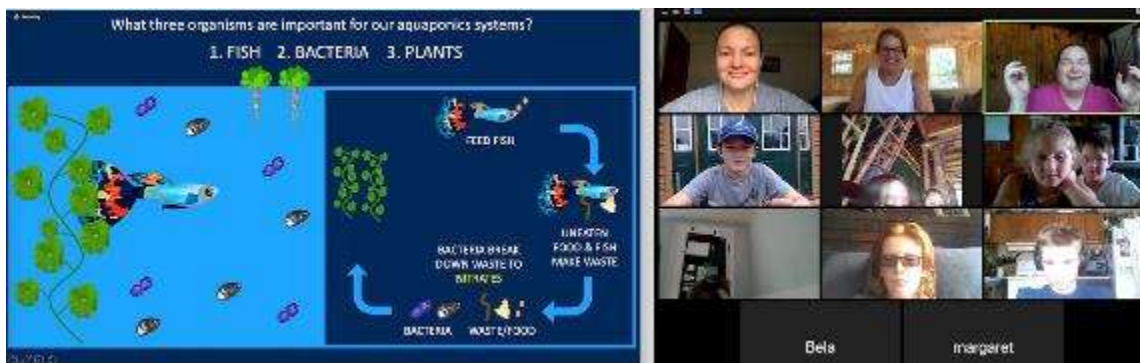 What three organisms are important for our aquaponics systems?
1. FISH 2. BACTERIA 3. PLANTS
FEED FISH
UNEATEN
FOOD & FISH
MAKE WASTE
BACTERIA BREAK
DOWN WASTE TO
NITRATES
BACTERIA WASTE/FOOD
Bela
margaret